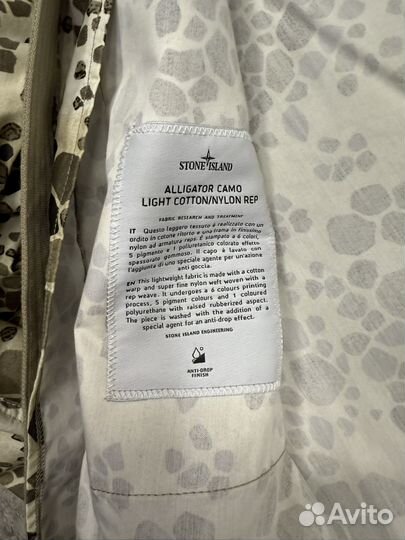 STONE ISLAND
ALLIGATOR CAMO
LIGHT COTTON/NYLON REP
FABRIC RESEARCH AND TREATMENT
IT Questo leggero tessuto è realizzato con un
ordito in cotone ritorto e una trama in finissimo
nylon ad armatura reps. È stampato a 6 colori,
5 pigmento e 1 poliuretanico colorato effetto
spessorato gommoso. Il capo è lavato con
l'aggiunta di uno speciale agente per un'azione
anti goccia.
EN This lightweight fabric is made with a cotton
warp and super fine nylon weft woven with a
rep weave. It undergoes a 6 colours printing
process, 5 pigment colours and 1 coloured
polyurethane with raised rubberized aspect.
The piece is washed with the addition of a
special agent for an anti-drop effect.
STONE ISLAND ENGINEERING
ANTI-DROP
FINISH
Avito